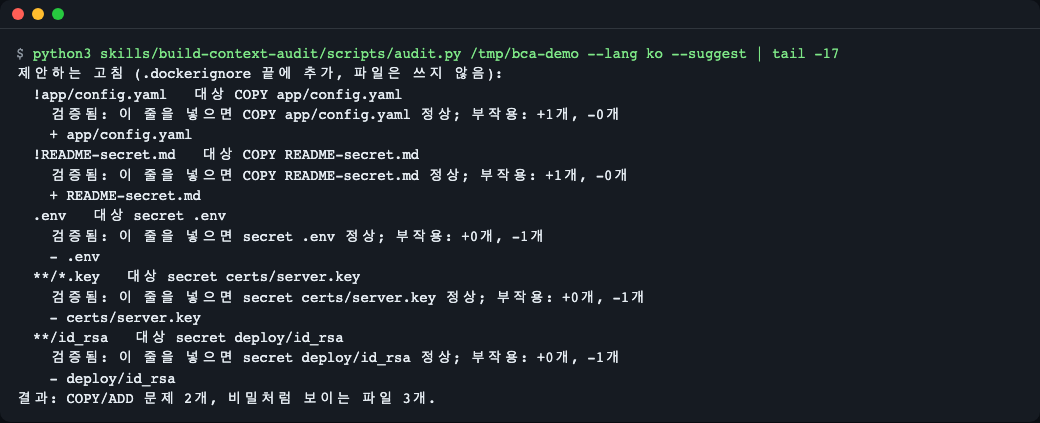 $ python3 skills/build-context-audit/scripts/audit.py /tmp/bca-demo --lang ko --suggest | tail -17
제안하는 고침 (.dockerignore 끝에 추가, 파일은 쓰지 않음):
  !app/config.yaml   대상 COPY app/config.yaml
    검증됨: 이 줄을 넣으면 COPY app/config.yaml 정상; 부작용: +1개, -0개
    + app/config.yaml
  !README-secret.md   대상 COPY README-secret.md
    검증됨: 이 줄을 넣으면 COPY README-secret.md 정상; 부작용: +1개, -0개
    + README-secret.md
  .env   대상 secret .env
    검증됨: 이 줄을 넣으면 secret .env 정상; 부작용: +0개, -1개
    - .env
  **/*.key   대상 secret certs/server.key
    검증됨: 이 줄을 넣으면 secret certs/server.key 정상; 부작용: +0개, -1개
    - certs/server.key
  **/id_rsa   대상 secret deploy/id_rsa
    검증됨: 이 줄을 넣으면 secret deploy/id_rsa 정상; 부작용: +0개, -1개
    - deploy/id_rsa
결과: COPY/ADD 문제 2개, 비밀처럼 보이는 파일 3개.